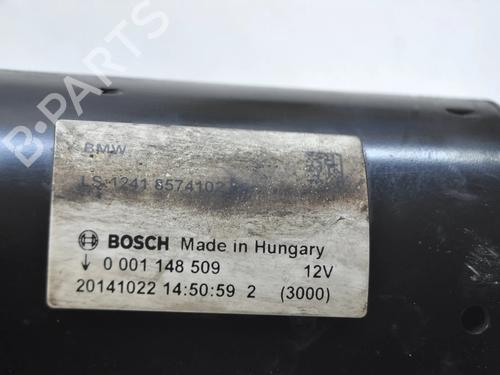 B-PARTS
BMW
LS 1241 8574102
BOSCH Made in Hungary
↓ 0 001 148 509 12V
20141022 14:50:59 2 (3000)